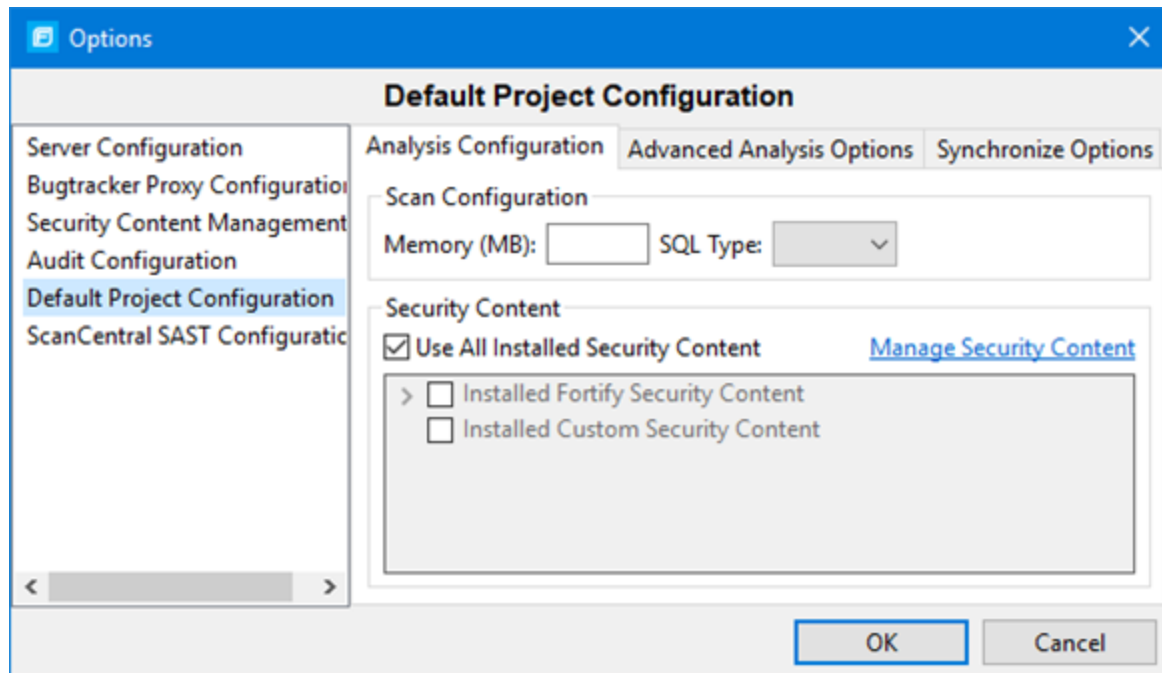 Options
Default Project Configuration
Server Configuration
Bugtracker Proxy Configuration
Security Content Management
Audit Configuration
Default Project Configuration
ScanCentral SAST Configuratic
Analysis Configuration
Advanced Analysis Options
Synchronize Options
Scan Configuration
Memory (MB):
SQL Type:
Security Content
Use All Installed Security Content
Manage Security Content
Installed Fortify Security Content
Installed Custom Security Content
OK
Cancel